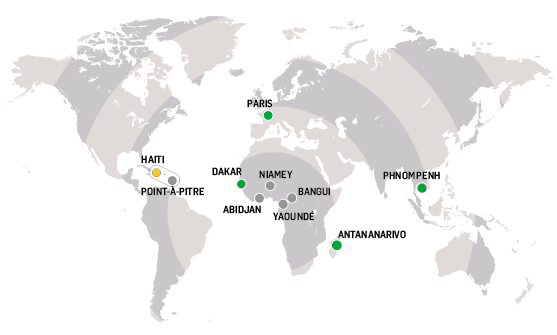 PARIS
HAITI
DAKAR
NIAMEY
PHNOMPENH
POINT-À-PITRE
BANGUI
ABIDJAN
YAOUNDÉ
ANTANANARIVO